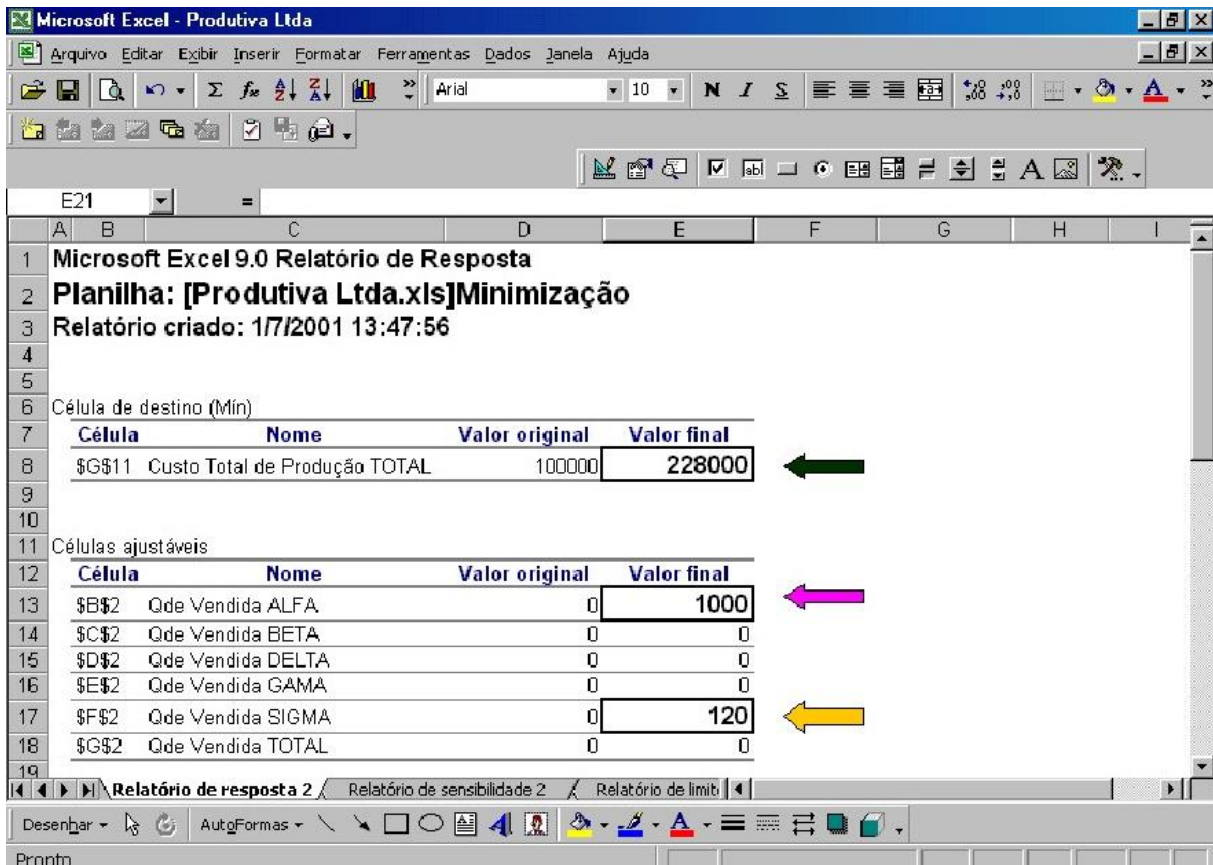 Microsoft Excel - Produtiva Ltda
Arquivo Editar Exibir Inserir Formatar Ferramentas Dados Janela Ajuda
Arial 10 N I S
E21 =
A B C D E F G H I
1 Microsoft Excel 9.0 Relatório de Resposta
2 Planilha: [Produtiva Ltda.xls]Minimização
3 Relatório criado: 1/7/2001 13:47:56
4
5
6 Célula de destino (Mín)
7 Célula Nome Valor original Valor final
8 $G$11 Custo Total de Produção TOTAL 100000 228000
9
10
11 Células ajustáveis
12 Célula Nome Valor original Valor final
13 $B$2 Qde Vendida ALFA 0 1000
14 $C$2 Qde Vendida BETA 0 0
15 $D$2 Qde Vendida DELTA 0 0
16 $E$2 Qde Vendida GAMA 0 0
17 $F$2 Qde Vendida SIGMA 0 120
18 $G$2 Qde Vendida TOTAL 0 0
19
Relatório de resposta 2 Relatório de sensibilidade 2 Relatório de limit
Desenhar AutoFormas
Pronto